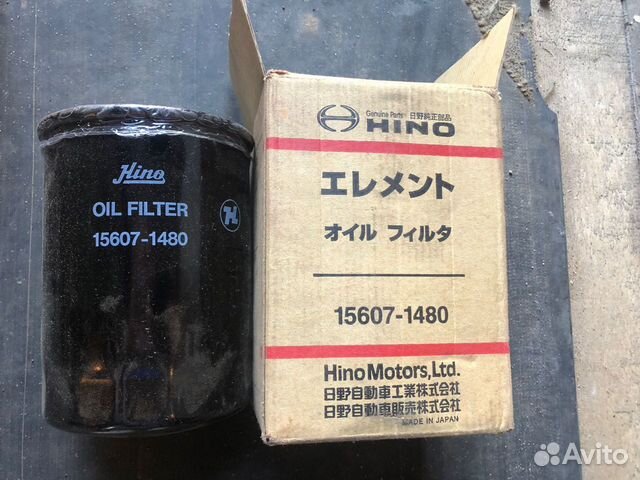 Hino
OIL FILTER
15607-1480
H
Genuine Parts 日野純正部品
HINO
エレメント
オイル フィルタ
15607-1480
Hino Motors, Ltd.
日野自動車工業株式会社
日野自動車販売株式会社
MADE IN JAPAN
Avito